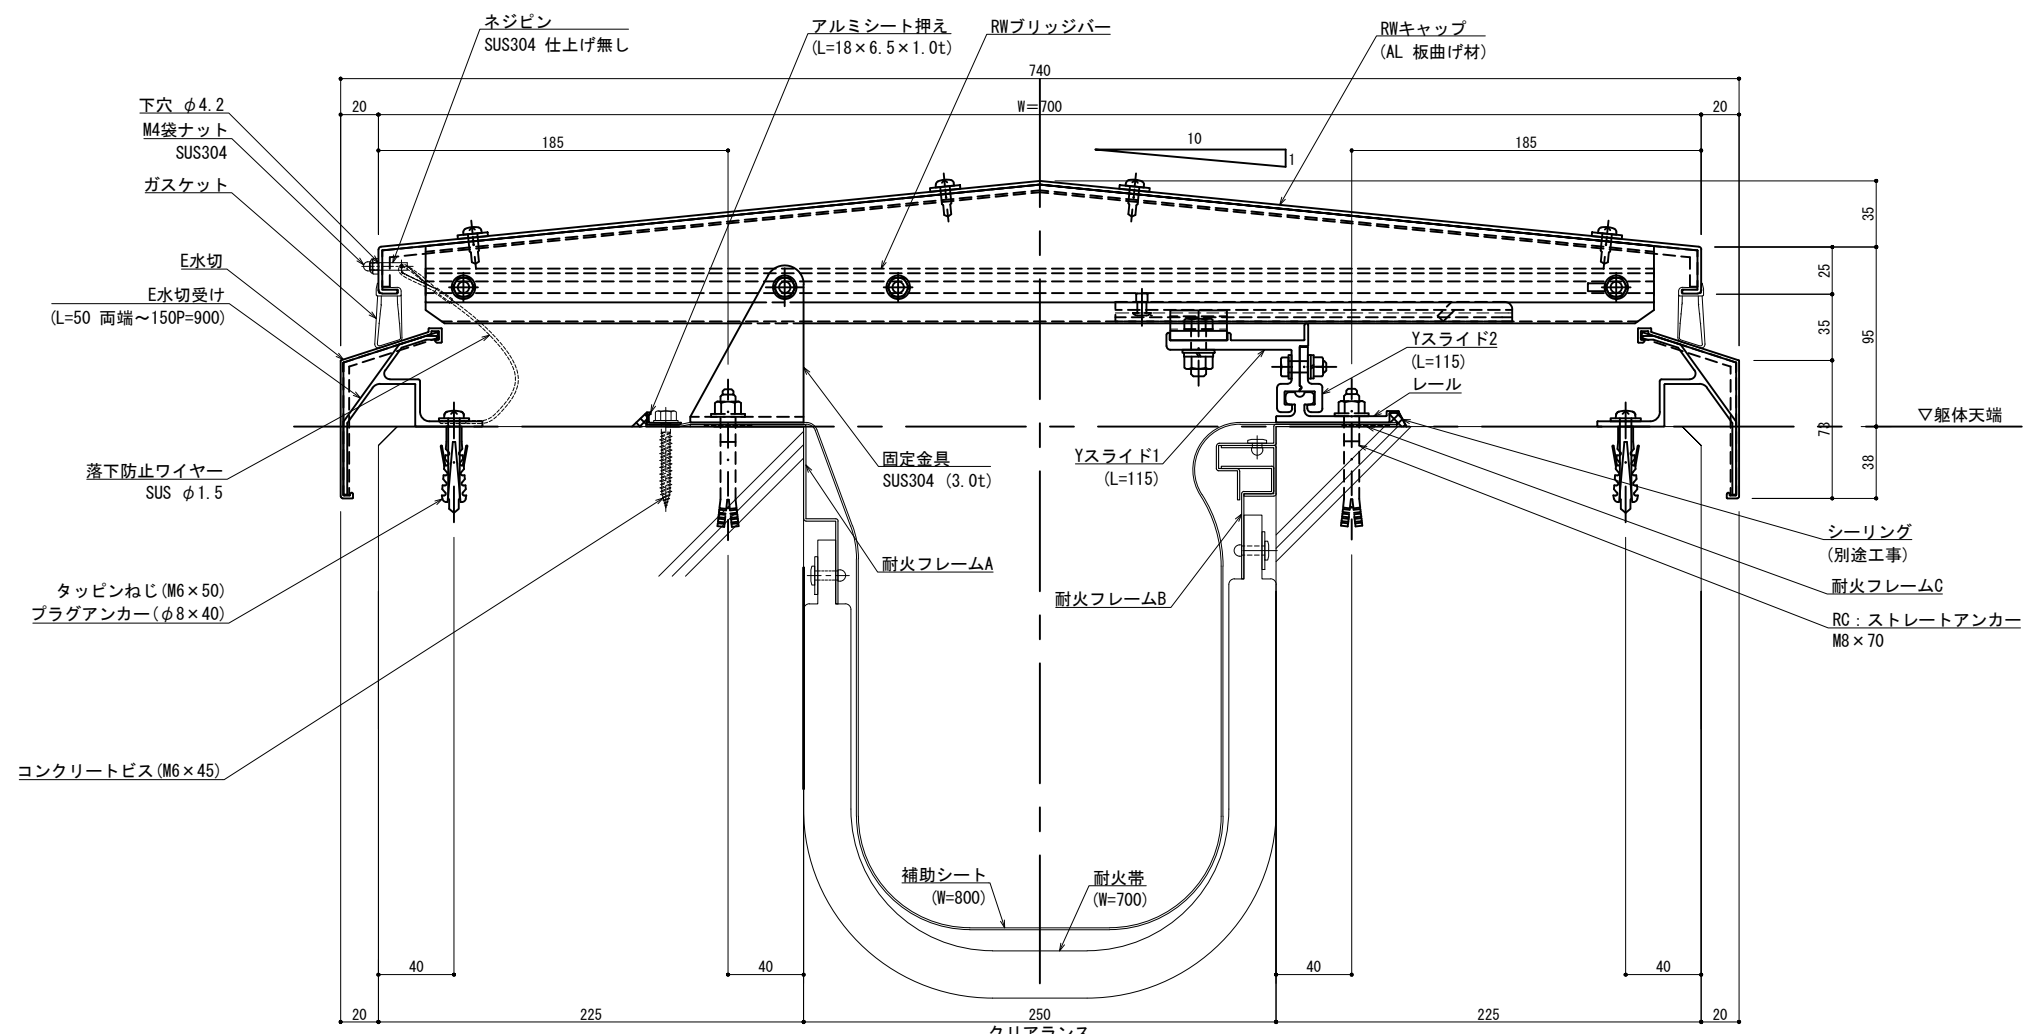 ネジピン
SUS304 仕上げ無し
アルミシート押え
(L=18×6.5×1.0t)
RWブリッジバー
RWキャップ
(AL 板曲げ材)
740
20
W=700
20
下穴 φ4.2
M4袋ナット
SUS304
185
10
1
185
ガスケット
35
E水切
25
E水切受け
(L=50 両端～150P=900)
35
95
Yスライド2
(L=115)
レール
▽躯体天端
73
38
落下防止ワイヤー
SUS φ1.5
固定金具
SUS304 (3.0t)
Yスライド1
(L=115)
シーリング
(別途工事)
耐火フレームA
耐火フレームB
耐火フレームC
タッピンねじ(M6×50)
プラグアンカー(φ8×40)
RC：ストレートアンカー
M8×70
コンクリートビス(M6×45)
補助シート
(W=800)
耐火帯
(W=700)
40
40
40
40
20
225
250
225
20
クリアランス